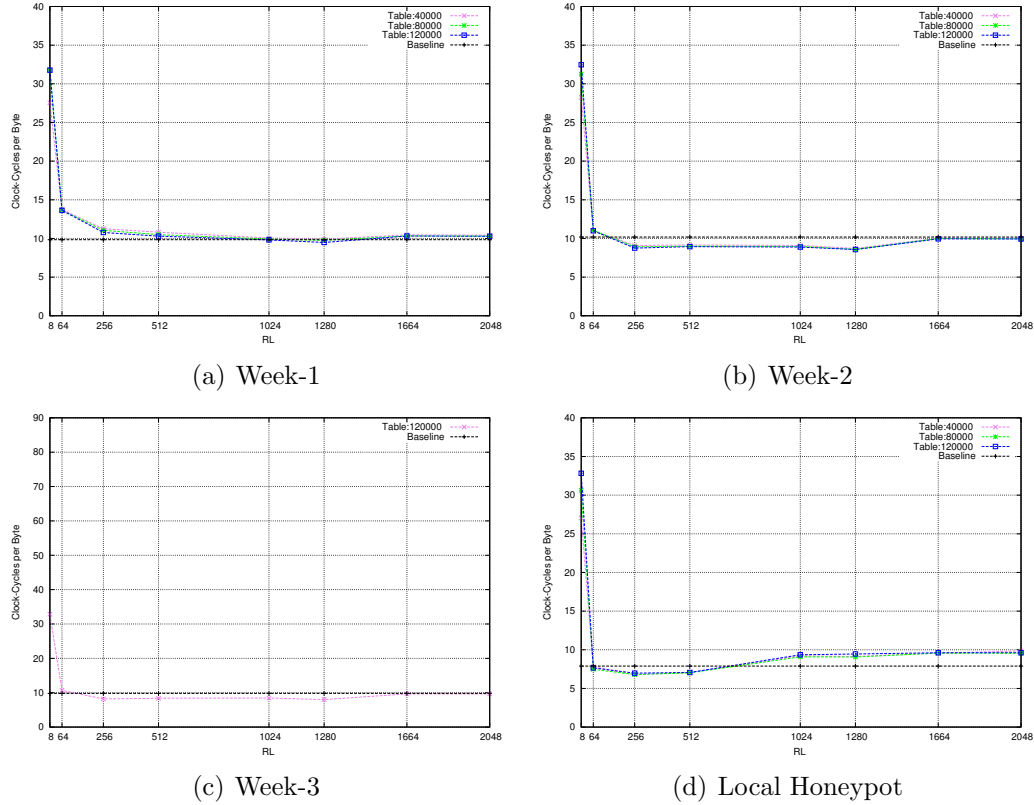 Table:40000
Table:80000
Table:120000
Baseline
40
35
30
25
20
15
10
5
0
Clock-Cycles per Byte
8 64 256 512 1024 1280 1664 2048
RL
(a) Week-1
Table:40000
Table:80000
Table:120000
Baseline
40
35
30
25
20
15
10
5
0
Clock-Cycles per Byte
8 64 256 512 1024 1280 1664 2048
RL
(b) Week-2
Table:120000
Baseline
90
80
70
60
50
40
30
20
10
0
Clock-Cycles per Byte
8 64 256 512 1024 1280 1664 2048
RL
(c) Week-3
Table:40000
Table:80000
Table:120000
Baseline
40
35
30
25
20
15
10
5
0
Clock-Cycles per Byte
8 64 256 512 1024 1280 1664 2048
RL
(d) Local Honeypot